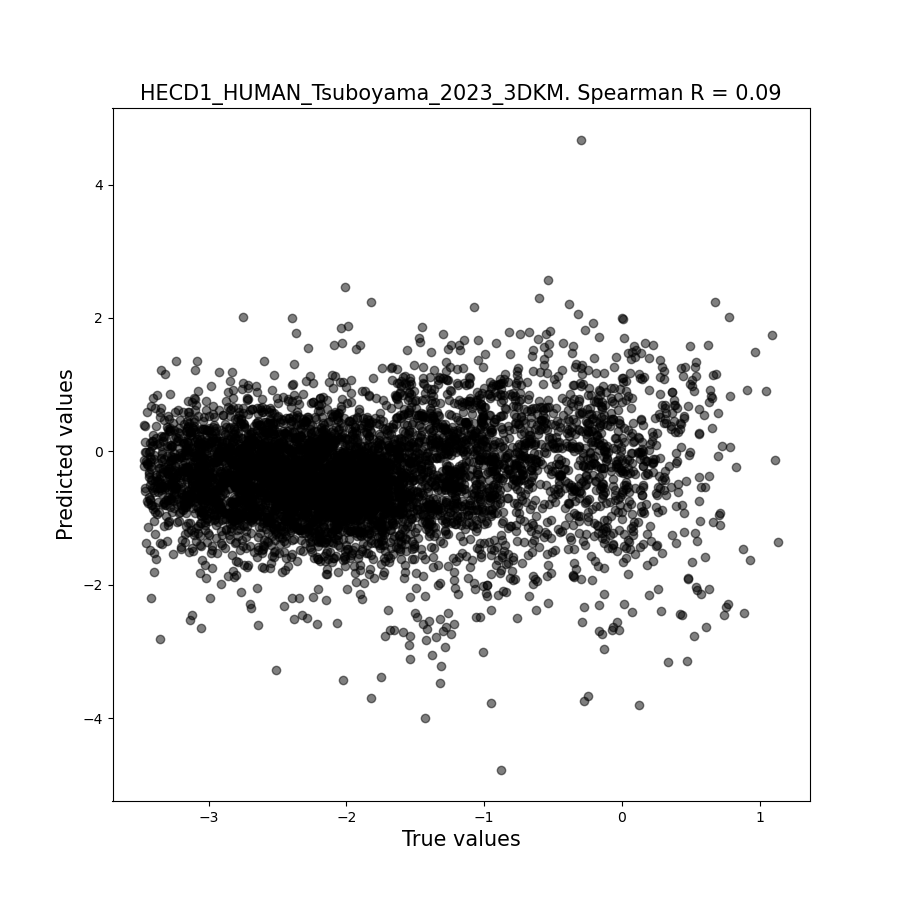 HECD1_HUMAN_Tsuboyama_2023_3DKM. Spearman R = 0.09
4
2
0
−2
−4
Predicted values
−3 −2 −1 0 1
True values